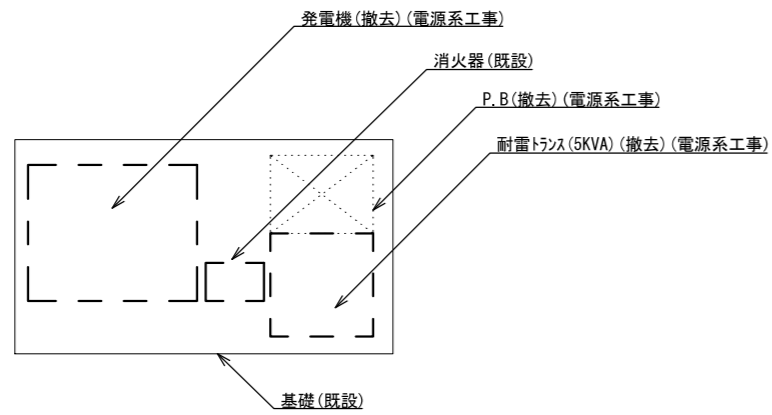 発電機(撤去)(電源系工事)
消火器(既設)
P.B(撤去)(電源系工事)
耐雷トランス(5KVA)(撤去)(電源系工事)
基礎(既設)